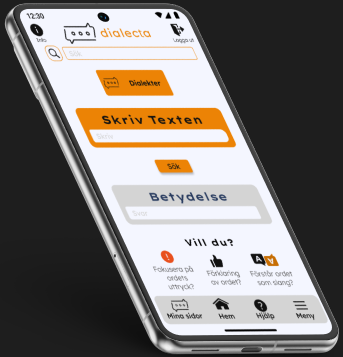 12:30
Info
dialecta
Logga ut
Sök
Dialekter
Skriv Texten
Skriv
Sök
Betydelse
Svar
Vill du?
Fokusera på ordets uttryck?
Förklaring av ordet?
Förstår ordet som slang?
Mina sidor
Hem
Hjälp
Meny